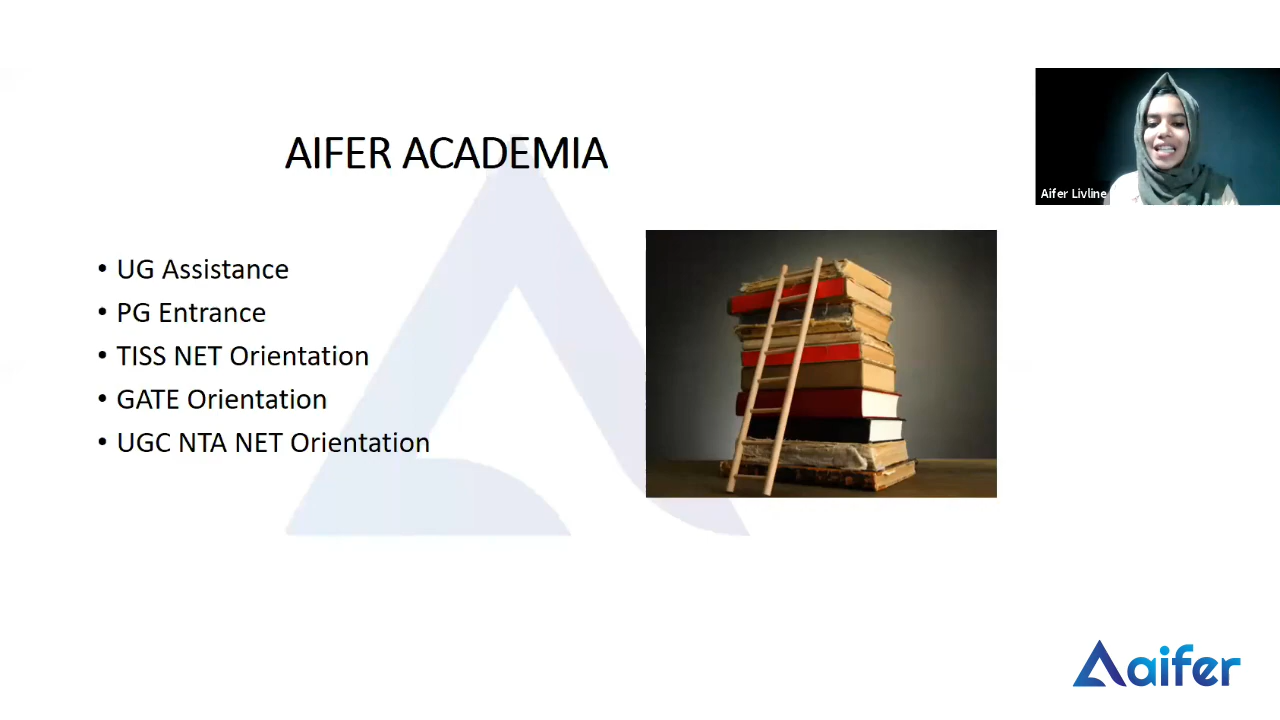 AIFER ACADEMIA
Aifer Livline
• UG Assistance
• PG Entrance
• TISS NET Orientation
• GATE Orientation
• UGC NTA NET Orientation
aifer